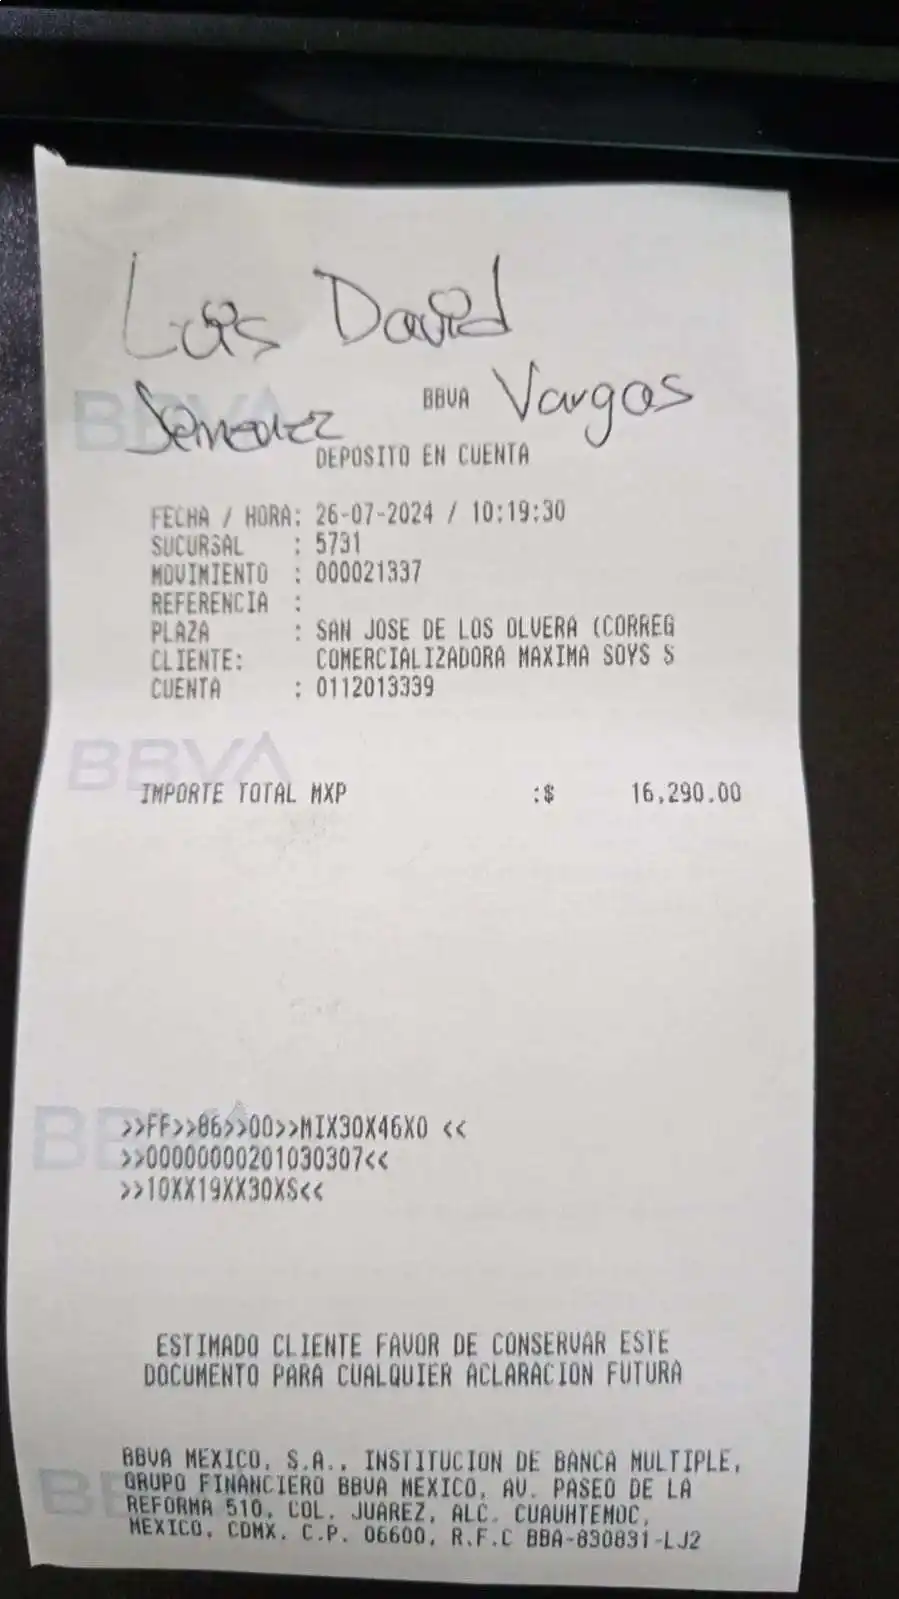 Luis David
BBVA Vargas
DEPOSITO EN CUENTA
FECHA / HORA: 26-07-2024 / 10:19:30
SUCURSAL : 5731
MOVIMIENTO : 000021337
REFERENCIA :
PLAZA : SAN JOSE DE LOS OLVERA (CORREG
CLIENTE: COMERCIALIZADORA MAXIMA SOYS S
CUENTA : 0112013339
BBVA
IMPORTE TOTAL MXP :$ 16,290.00
>>FF>>86>>00>>MIX30X46X0 <<
>>00000000201030307<<
>>10XX19XX30XS<<
ESTIMADO CLIENTE FAVOR DE CONSERVAR ESTE
DOCUMENTO PARA CUALQUIER ACLARACION FUTURA
BBVA MEXICO, S.A., INSTITUCION DE BANCA MULTIPLE,
GRUPO FINANCIERO BBVA MEXICO, AV. PASEO DE LA
REFORMA 510, COL. JUAREZ, ALC. CUAUHTEMOC,
MEXICO, CDMX. C.P. 06600, R.F.C BBA-830831-LJ2